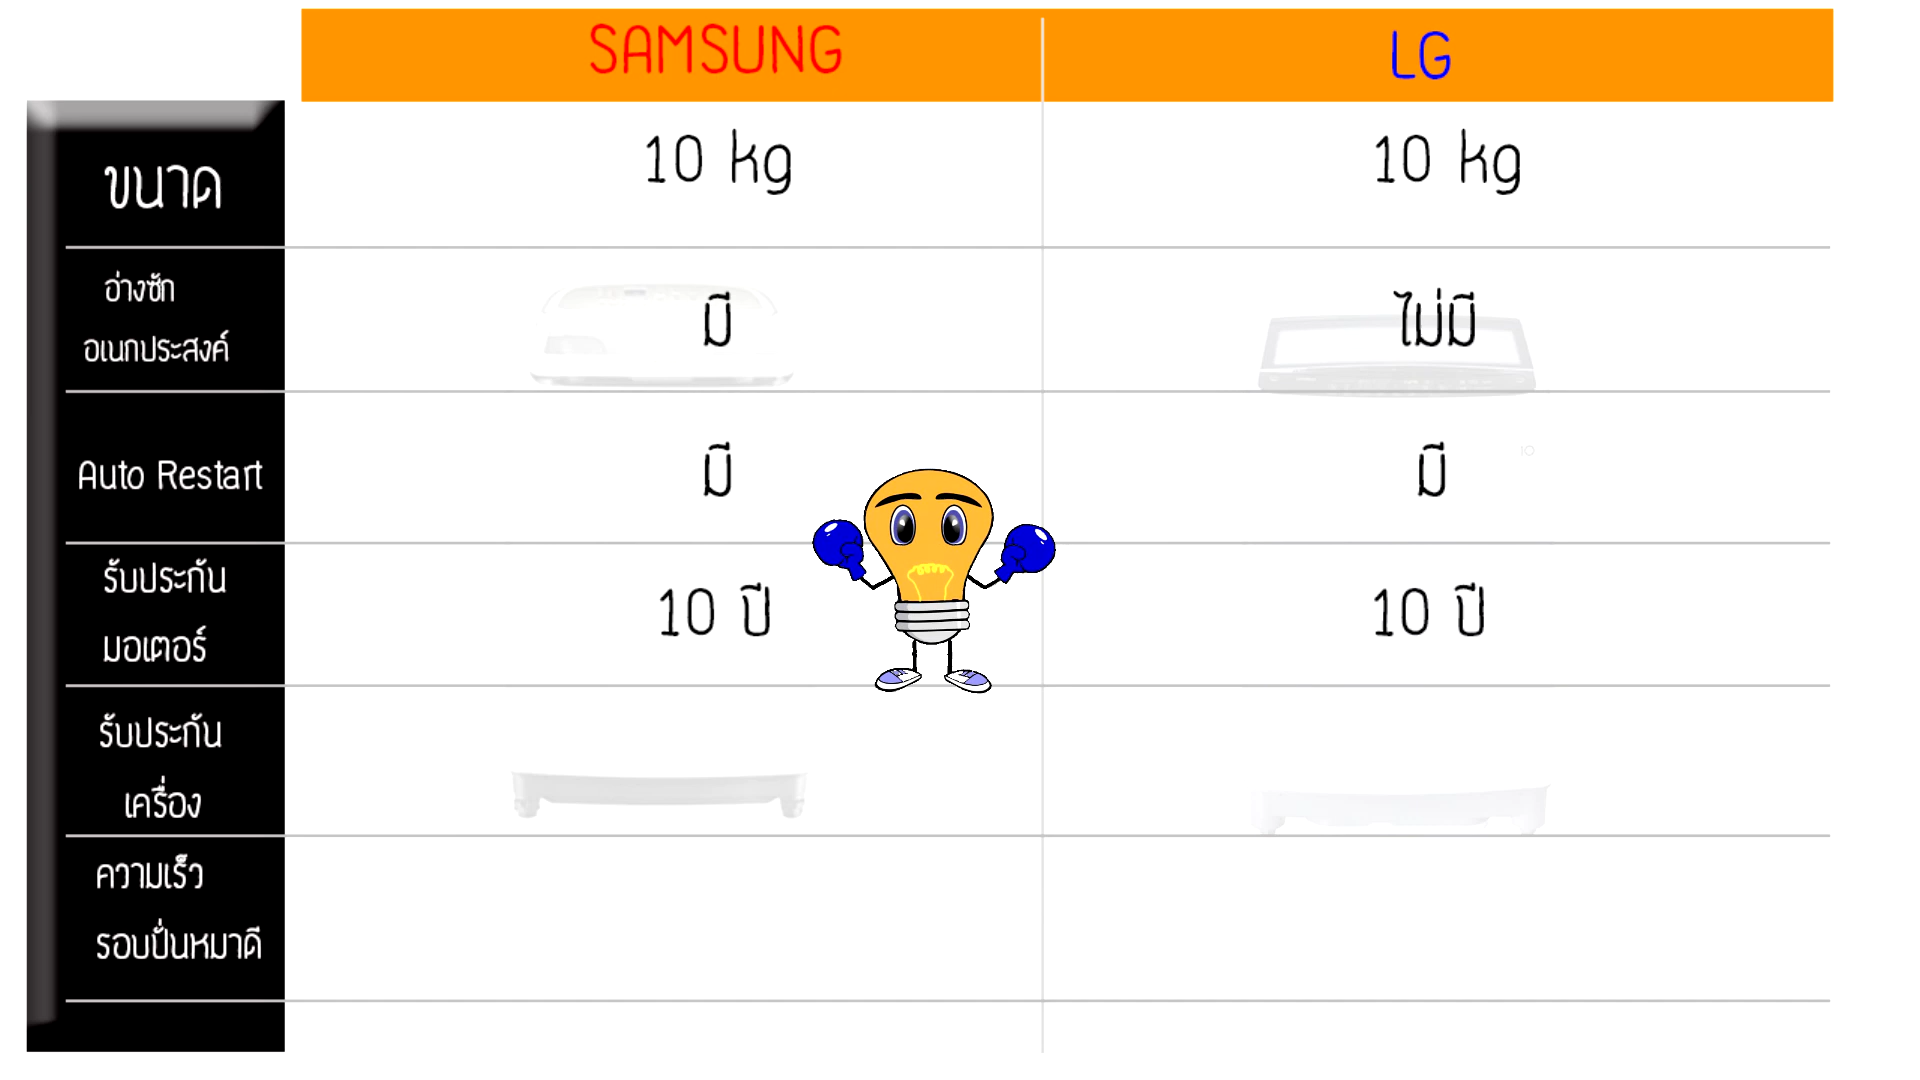 SAMSUNG LG
ขนาด 10 kg 10 kg
อ่างซัก
อเนกประสงค์ มี ไม่มี
Auto Restart มี มี
รับประกัน
มอเตอร์ 10 ปี 10 ปี
รับประกัน
เครื่อง
ความเร็ว
รอบปั่นหมาดี